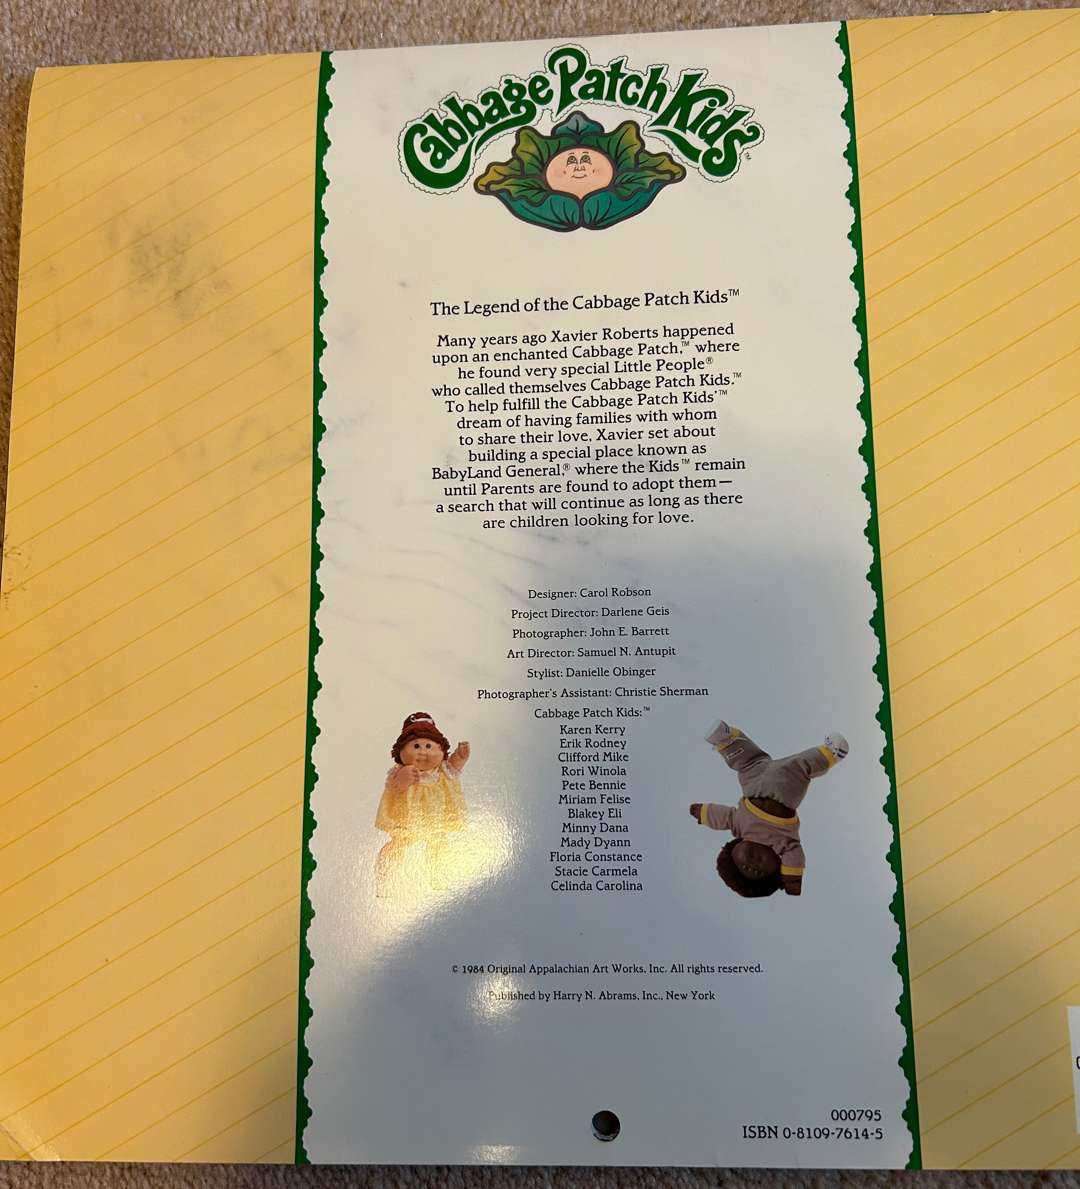 Cabbage Patch Kids™
The Legend of the Cabbage Patch Kids™
Many years ago Xavier Roberts happened
upon an enchanted Cabbage Patch,™ where
he found very special Little People®
who called themselves Cabbage Patch Kids.™
To help fulfill the Cabbage Patch Kids'™
dream of having families with whom
to share their love, Xavier set about
building a special place known as
BabyLand General,® where the Kids™ remain
until Parents are found to adopt them—
a search that will continue as long as there
are children looking for love.
Designer: Carol Robson
Project Director: Darlene Geis
Photographer: John E. Barrett
Art Director: Samuel N. Antupit
Stylist: Danielle Obinger
Photographer's Assistant: Christie Sherman
Cabbage Patch Kids:™
Karen Kerry
Erik Rodney
Clifford Mike
Rori Winola
Pete Bennie
Miriam Felise
Blakey Eli
Minny Dana
Mady Dyann
Floria Constance
Stacie Carmela
Celinda Carolina
© 1984 Original Appalachian Art Works, Inc. All rights reserved.
Published by Harry N. Abrams, Inc., New York
000795
ISBN 0-8109-7614-5